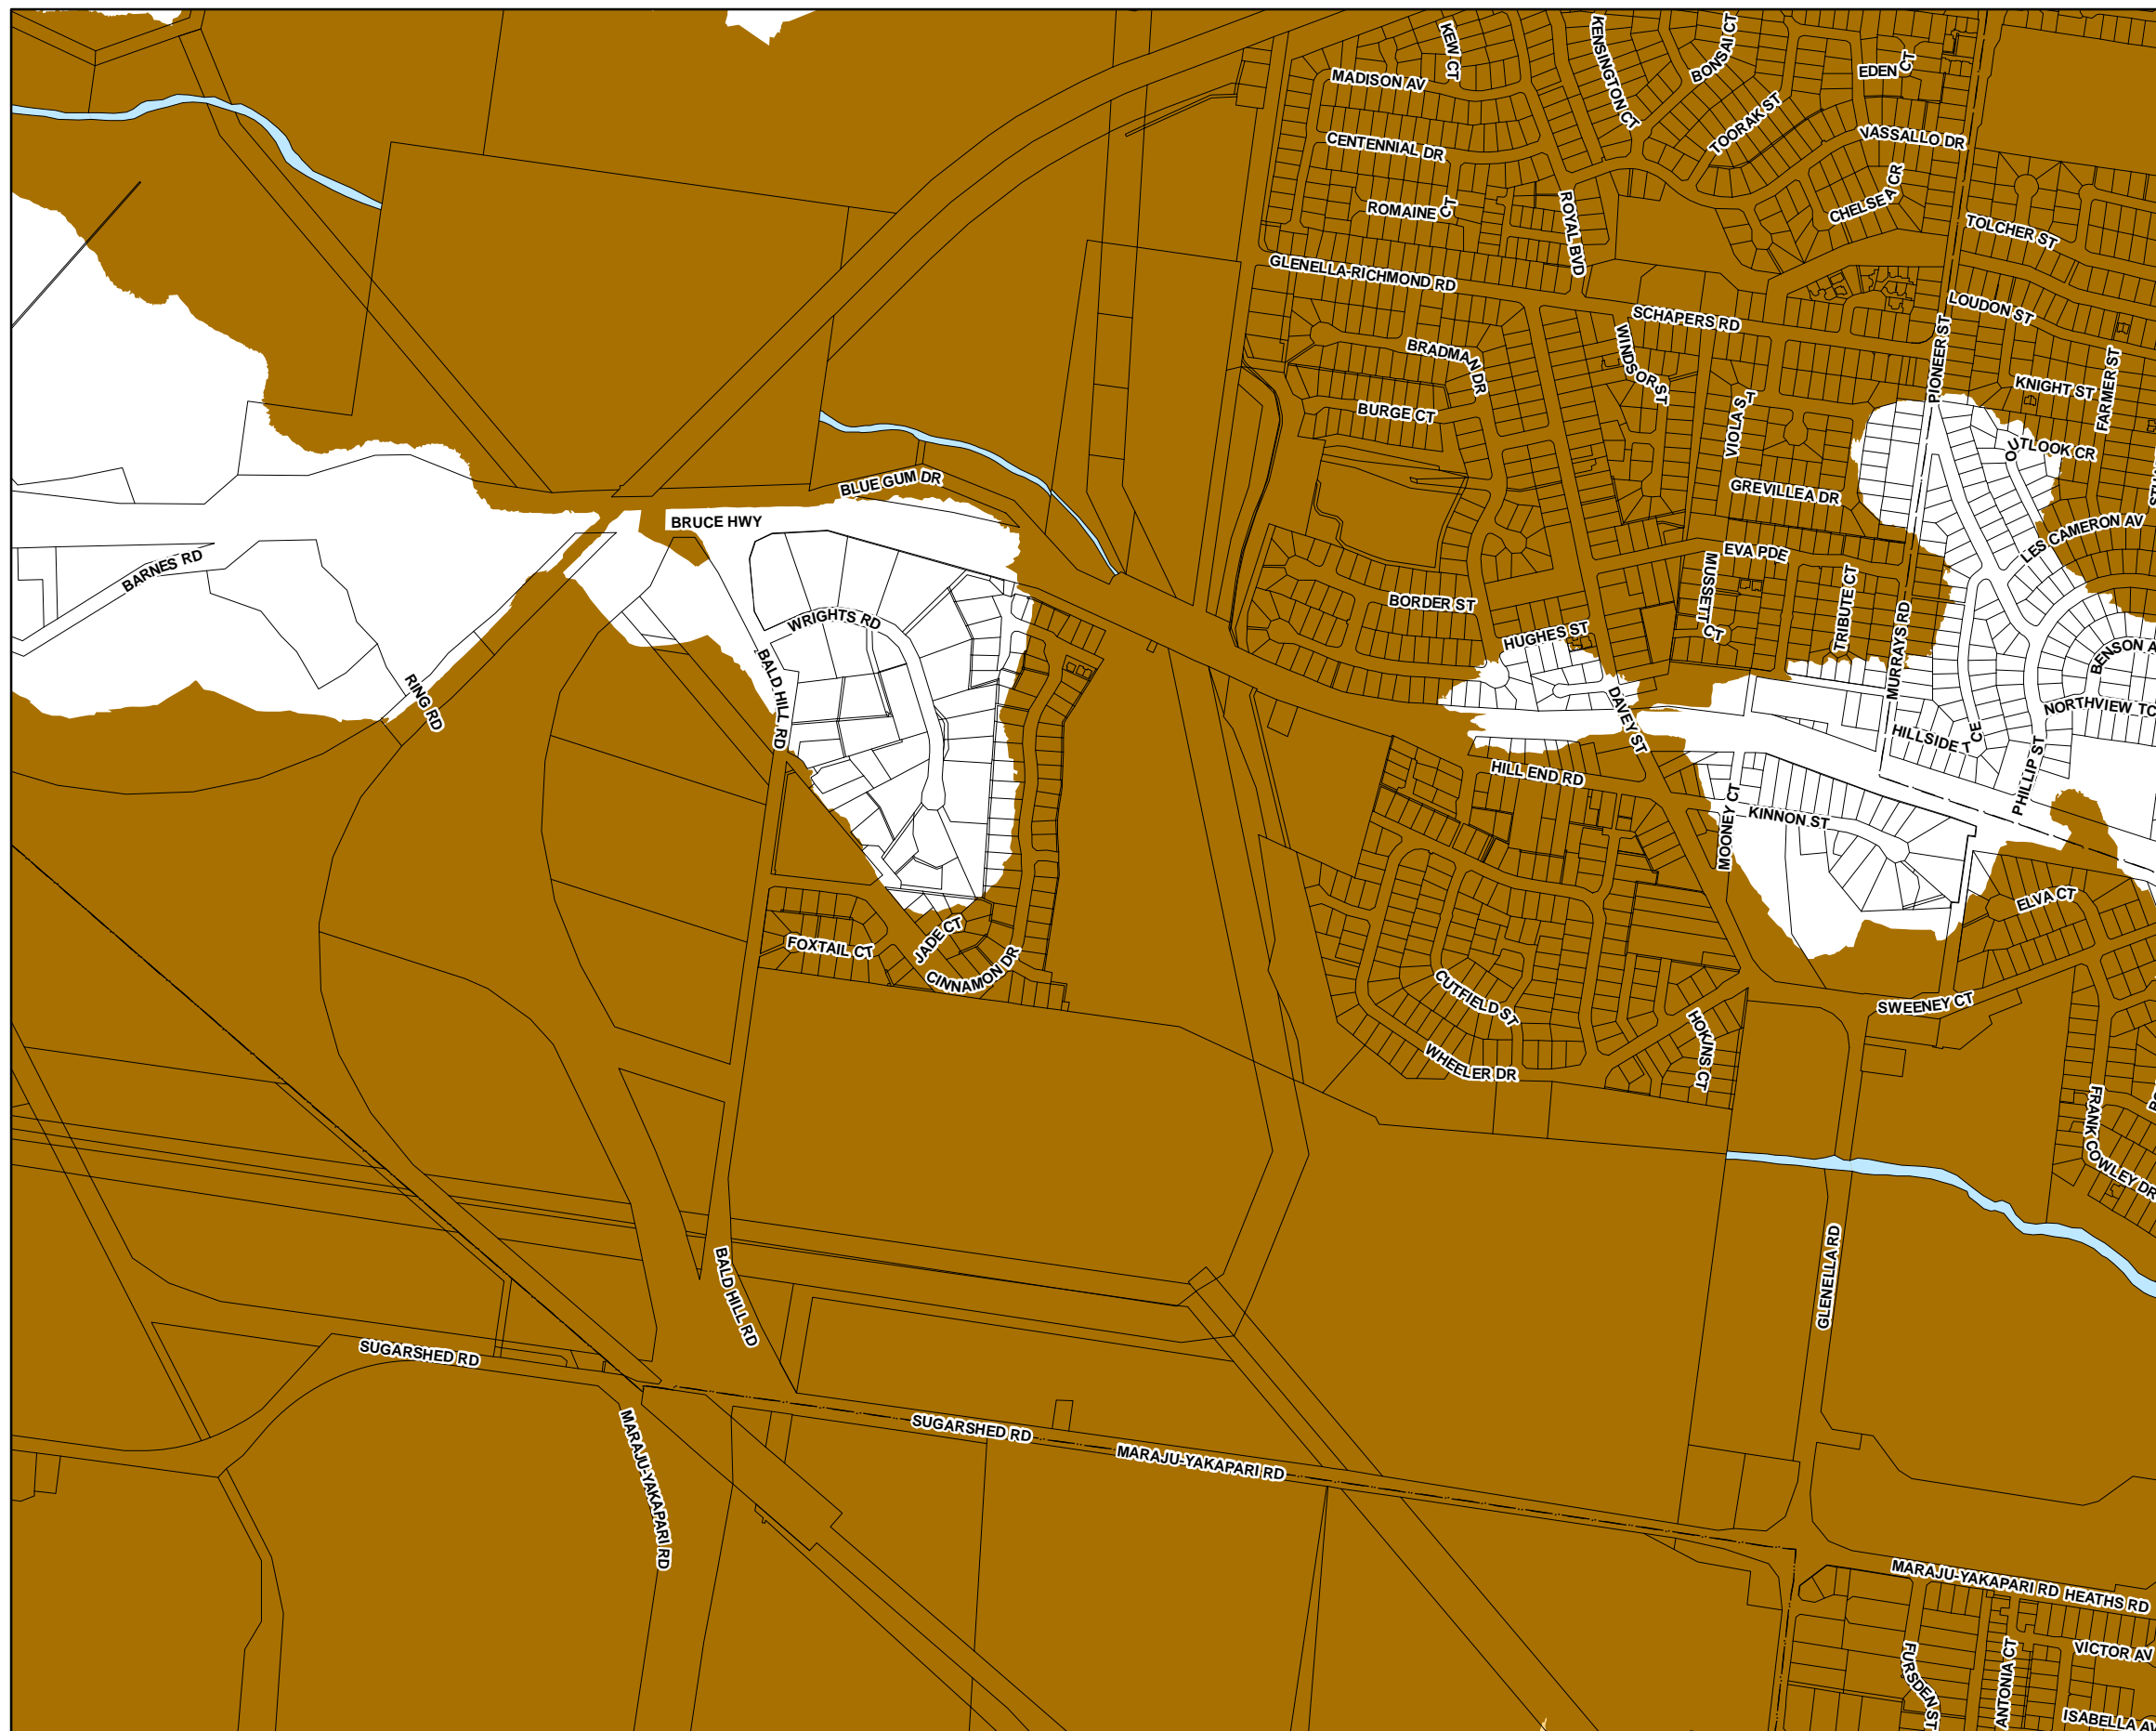 KEW CT
KENSINGTON CT
BONSAI CT
EDEN CT
MADISON AV
TOORAK ST
VASSALLO DR
CENTENNIAL DR
CHELSEA CR
ROMAINE CT
ROYAL BVD
TOLCHER ST
GLENELLA-RICHMOND RD
LOUDON ST
SCHAPERS RD
PIONEER ST
WINDSOR ST
BRADMAN DR
KNIGHT ST
FARMER ST
BURGE CT
VIOLA ST
OUTLOOK CR
BLUE GUM DR
GREVILLEA DR
BRUCE HWY
LES CAMERON AV
EVA PDE
BARNES RD
MUSSETT CT
TRIBUTE CT
BORDER ST
MURRAYS RD
WRIGHTS RD
HUGHES ST
BENSON A
BALD HILL RD
RING RD
DAVEY ST
NORTHVIEW TC
HILLSIDE TCE
PHILLIP ST
HILL END RD
MOONEY CT
KINNON ST
ELVA CT
JADE CT
FOXTAIL CT
CINNAMON DR
CUTFIELD ST
SWEENEY CT
HOKINS CT
WHEELER DR
FRANK COWLEY DR
GLENELLA RD
BALD HILL RD
SUGARSHED RD
SUGARSHED RD
MARAJU-YAKAPARI RD
MARAJU-YAKAPARI RD
MARAJU-YAKAPARI RD
HEATHS RD
VICTOR AV
FURSDEN ST
ANTONIA CT
ISABELLA A